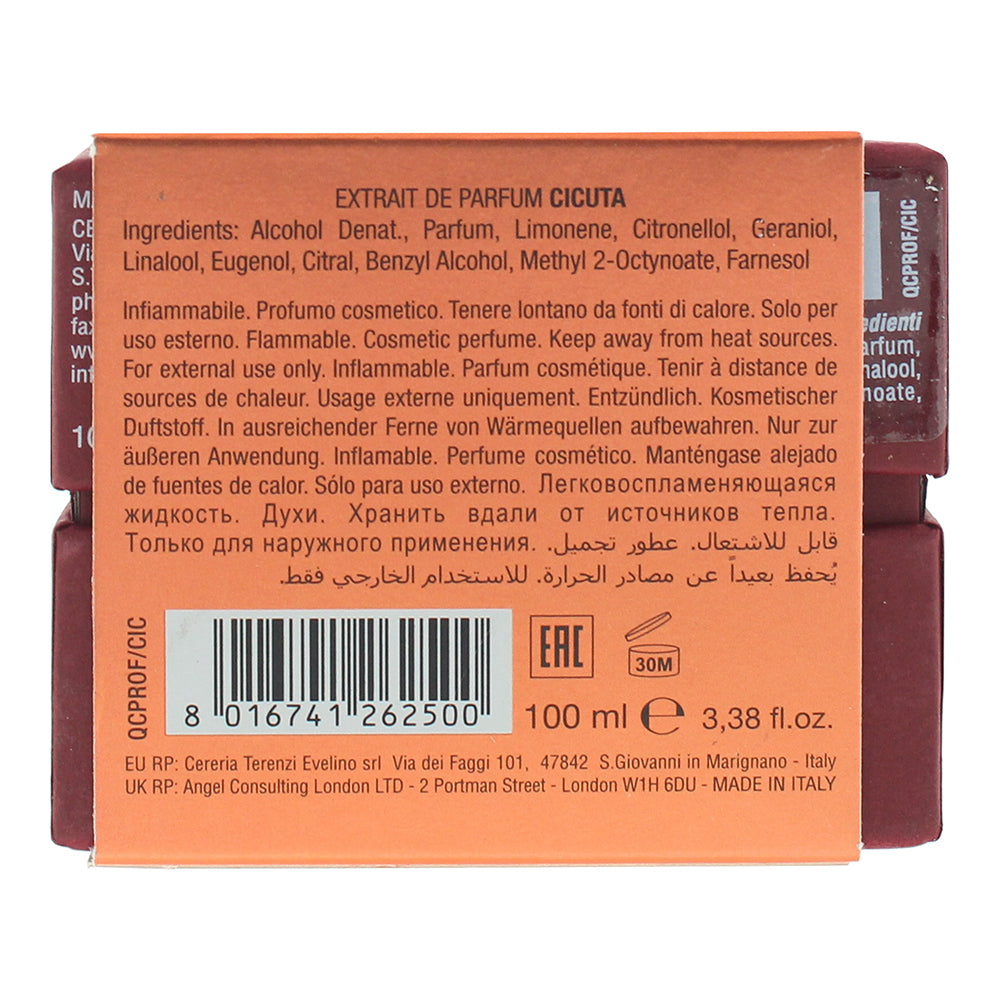 EXTRAIT DE PARFUM CICUTA
Ingredients: Alcohol Denat., Parfum, Limonene, Citronellol, Geraniol,
Linalool, Eugenol, Citral, Benzyl Alcohol, Methyl 2-Octynoate, Farnesol
Infiammabile. Profumo cosmetico. Tenere lontano da fonti di calore. Solo per
uso esterno. Flammable. Cosmetic perfume. Keep away from heat sources.
For external use only. Inflammable. Parfum cosmétique. Tenir à distance de
sources de chaleur. Usage externe uniquement. Entzündlich. Kosmetischer
Duftstoff. In ausreichender Ferne von Wärmequellen aufbewahren. Nur zur
äußeren Anwendung. Inflamable. Perfume cosmético. Manténgase alejado
de fuentes de calor. Sólo para uso externo. Легковоспламеняющаяся
жидкость. Духи. Хранить вдали от источников тепла.
Только для наружного применения. قابل للاشتعال. عطور تجميل.
يُحفظ بعيداً عن مصادر الحرارة. للاستخدام الخارجي فقط.
QCPROF/CIC
8 016741 262500
EAC
30M
100 ml e 3,38 fl.oz.
EU RP: Cereria Terenzi Evelino srl Via dei Faggi 101, 47842 S.Giovanni in Marignano - Italy
UK RP: Angel Consulting London LTD - 2 Portman Street - London W1H 6DU - MADE IN ITALY
Via
S.
QCPROF/CIC
edienti
arfum,
nalool,
noate,